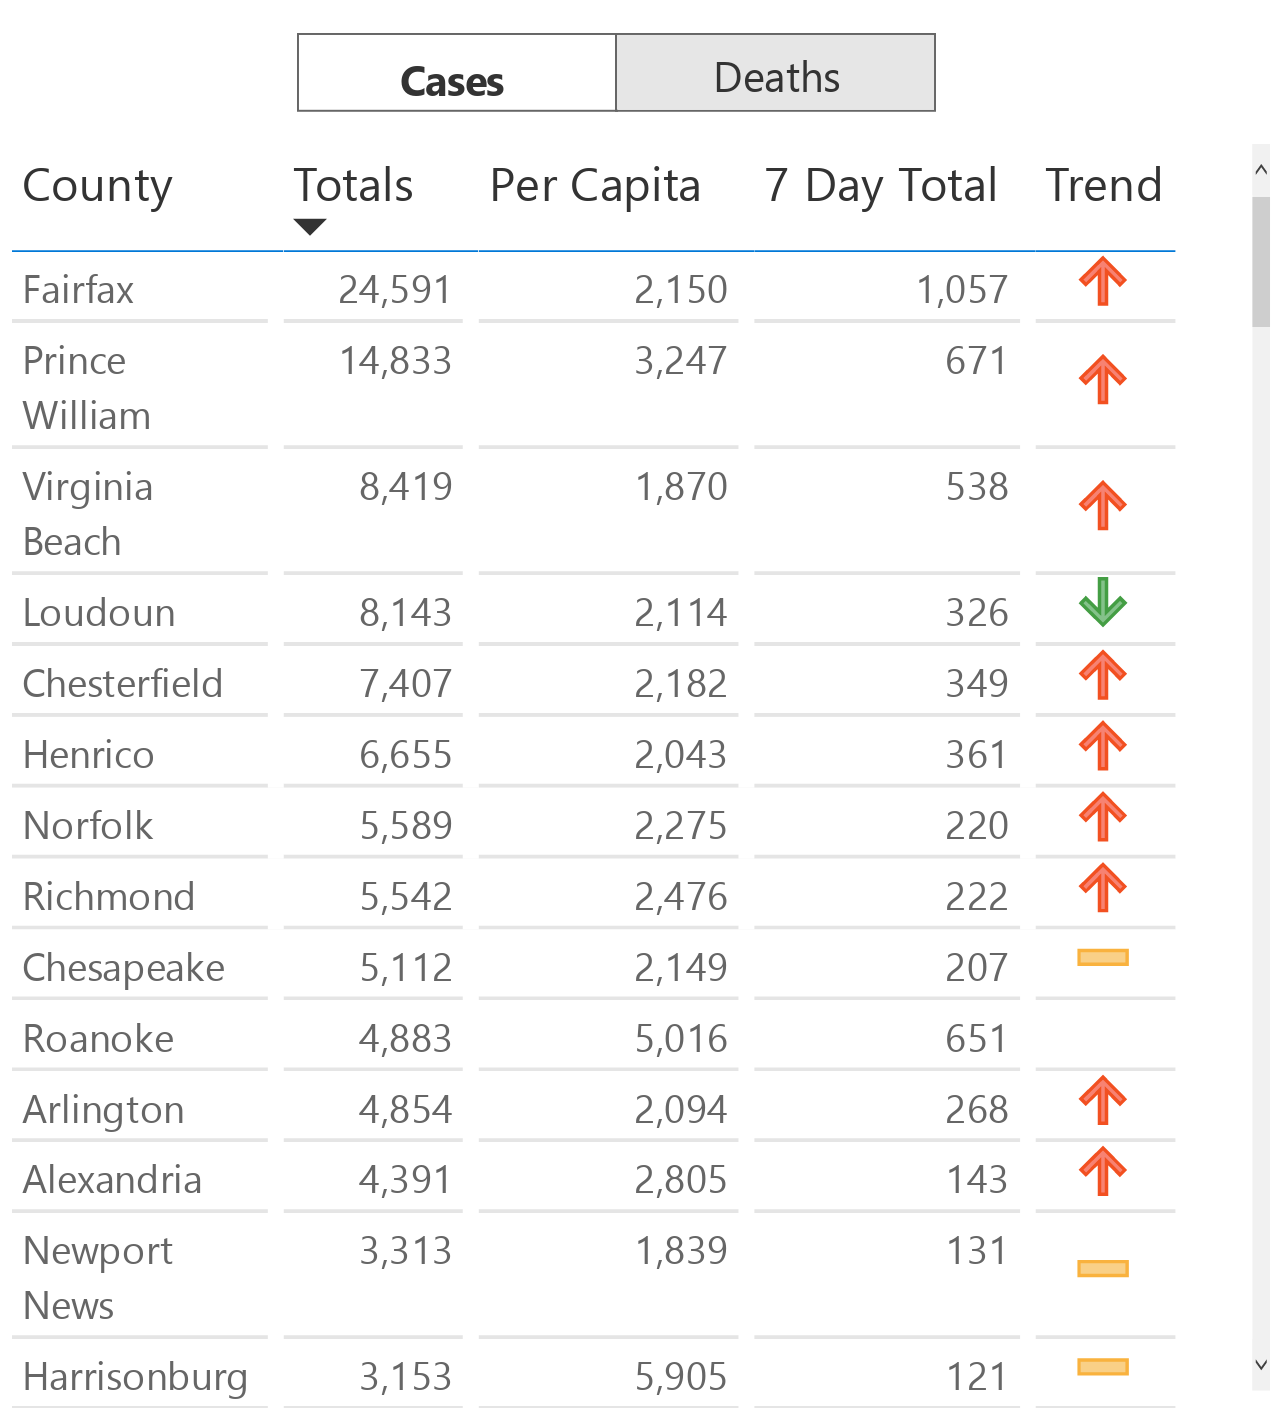 Cases Deaths
County Totals Per Capita 7 Day Total Trend
Fairfax 24,591 2,150 1,057
Prince 14,833 3,247 671
William
Virginia 8,419 1,870 538
Beach
Loudoun 8,143 2,114 326
Chesterfield 7,407 2,182 349
Henrico 6,655 2,043 361
Norfolk 5,589 2,275 220
Richmond 5,542 2,476 222
Chesapeake 5,112 2,149 207
Roanoke 4,883 5,016 651
Arlington 4,854 2,094 268
Alexandria 4,391 2,805 143
Newport 3,313 1,839 131
News
Harrisonburg 3,153 5,905 121